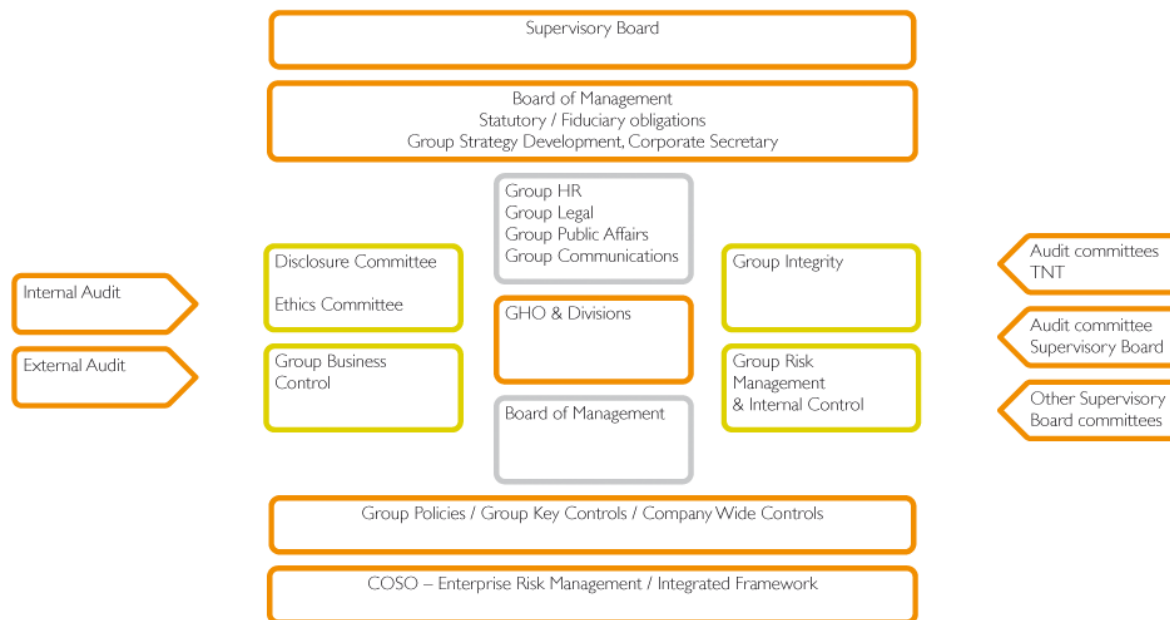 Supervisory Board
Board of Management
Statutory / Fiduciary obligations
Group Strategy Development, Corporate Secretary
Group HR
Group Legal
Group Public Affairs
Group Communications
Disclosure Committee
Ethics Committee
Group Integrity
Audit committees
TNT
Internal Audit
GHO & Divisions
Audit committee
Supervisory Board
External Audit
Group Business
Control
Group Risk
Management
& Internal Control
Other Supervisory
Board committees
Board of Management
Group Policies / Group Key Controls / Company Wide Controls
COSO – Enterprise Risk Management / Integrated Framework